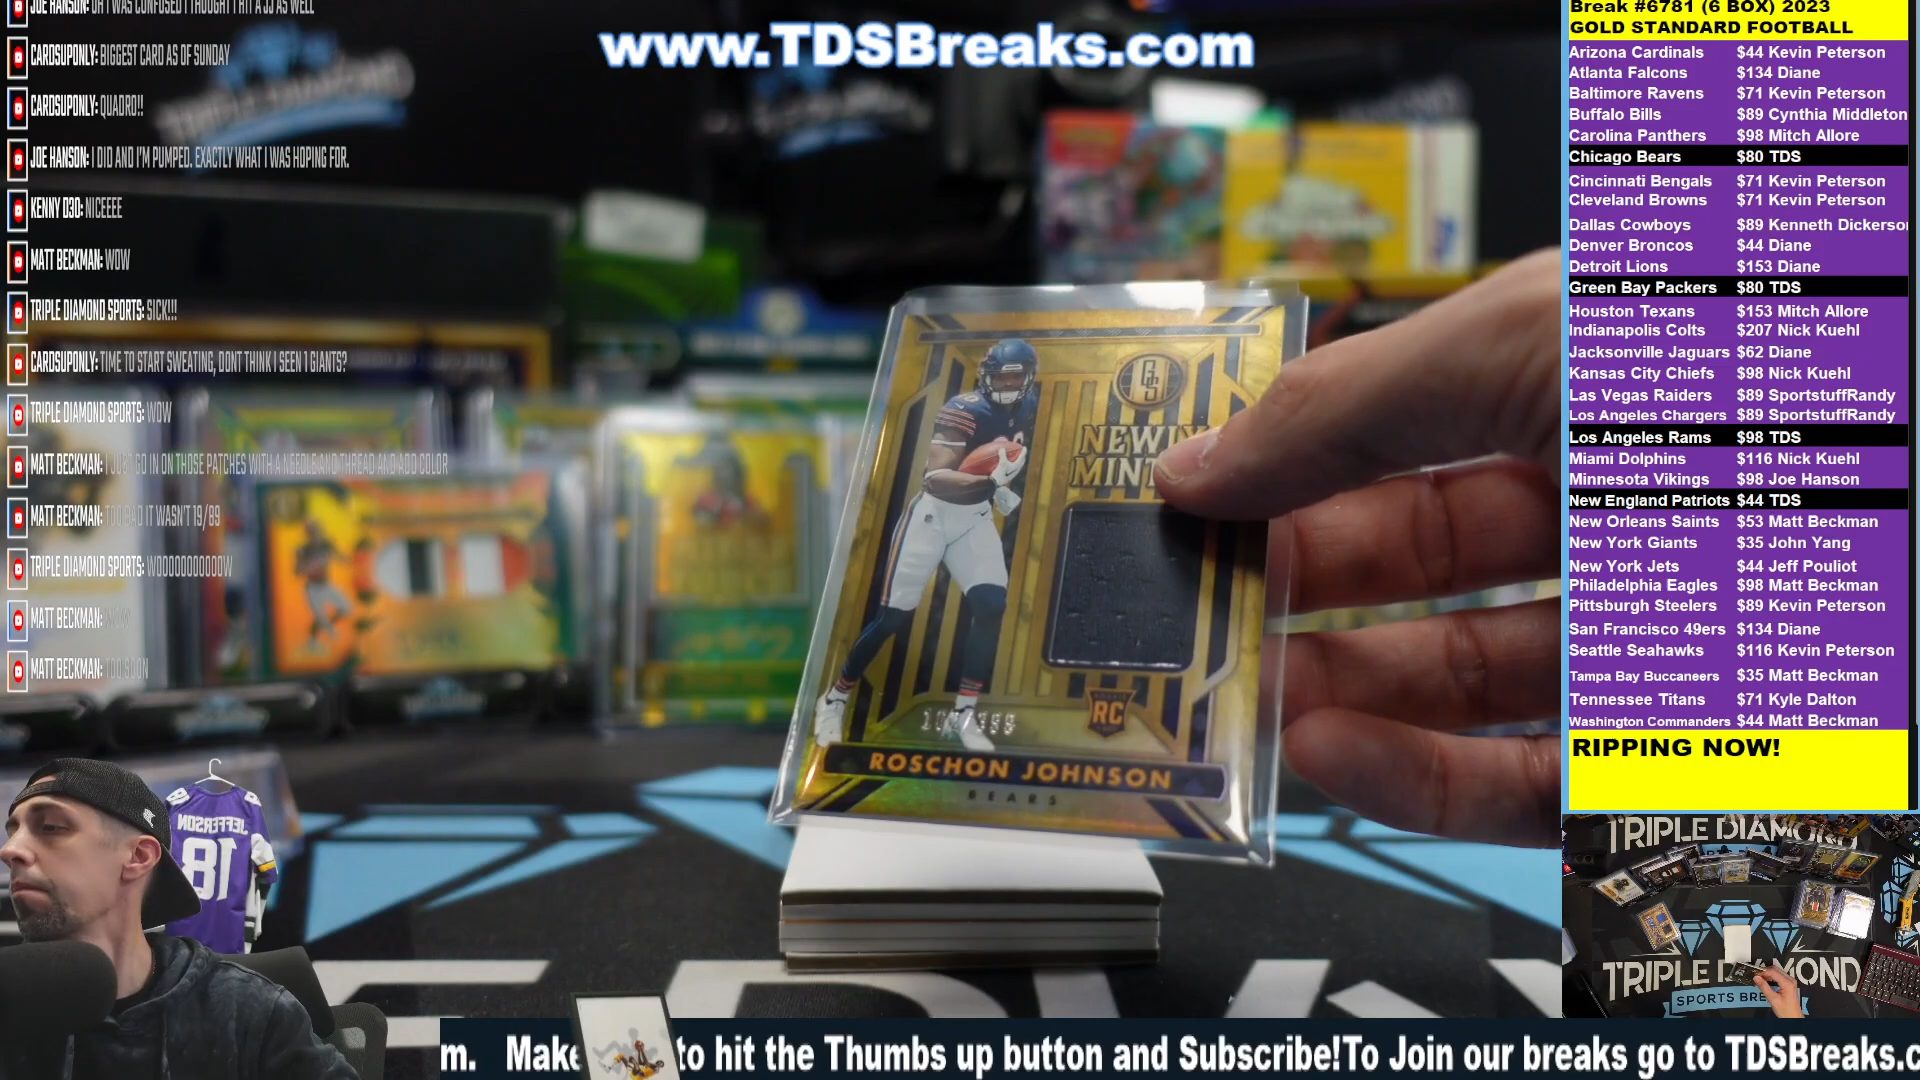 JOE HANSON: OH I WAS CONFUSED I THOUGHT I HIT A JJ AS WELL
CARDSUPONLY: BIGGEST CARD AS OF SUNDAY
CARDSUPONLY: QUADRO!!
JOE HANSON: I DID AND I'M PUMPED. EXACTLY WHAT I WAS HOPING FOR.
KENNY D30: NICEEEE
MATT BECKMAN: WOW
TRIPLE DIAMOND SPORTS: SICK!!!
CARDSUPONLY: TIME TO START SWEATING, DONT THINK I SEEN 1 GIANTS?
TRIPLE DIAMOND SPORTS: WOW
MATT BECKMAN: I JUST GO IN ON THOSE PATCHES WITH A NEEDLE AND THREAD AND ADD COLOR
MATT BECKMAN: TOO BAD IT WASN'T 19/89
TRIPLE DIAMOND SPORTS: WOOOOOOOOOOW
MATT BECKMAN:
MATT BECKMAN: TOO SOON
www.TDSBreaks.com
TRIPLE DIAMOND
GS
NEWLY
MINT
RC
/399
ROSCHON JOHNSON
BEARS
JEFFERSON
18
Break #6781 (6 BOX) 2023
GOLD STANDARD FOOTBALL
Arizona Cardinals $44 Kevin Peterson
Atlanta Falcons $134 Diane
Baltimore Ravens $71 Kevin Peterson
Buffalo Bills $89 Cynthia Middleton
Carolina Panthers $98 Mitch Allore
Chicago Bears $80 TDS
Cincinnati Bengals $71 Kevin Peterson
Cleveland Browns $71 Kevin Peterson
Dallas Cowboys $89 Kenneth Dickerso
Denver Broncos $44 Diane
Detroit Lions $153 Diane
Green Bay Packers $80 TDS
Houston Texans $153 Mitch Allore
Indianapolis Colts $207 Nick Kuehl
Jacksonville Jaguars $62 Diane
Kansas City Chiefs $98 Nick Kuehl
Las Vegas Raiders $89 SportstuffRandy
Los Angeles Chargers $89 SportstuffRandy
Los Angeles Rams $98 TDS
Miami Dolphins $116 Nick Kuehl
Minnesota Vikings $98 Joe Hanson
New England Patriots $44 TDS
New Orleans Saints $53 Matt Beckman
New York Giants $35 John Yang
New York Jets $44 Jeff Pouliot
Philadelphia Eagles $98 Matt Beckman
Pittsburgh Steelers $89 Kevin Peterson
San Francisco 49ers $134 Diane
Seattle Seahawks $116 Kevin Peterson
Tampa Bay Buccaneers $35 Matt Beckman
Tennessee Titans $71 Kyle Dalton
Washington Commanders $44 Matt Beckman
RIPPING NOW!
TRIPLE DIAMOND
TRIPLE DIAMOND
SPORTS BRE
m. Make to hit the Thumbs up button and Subscribe!To Join our breaks go to TDSBreaks.c